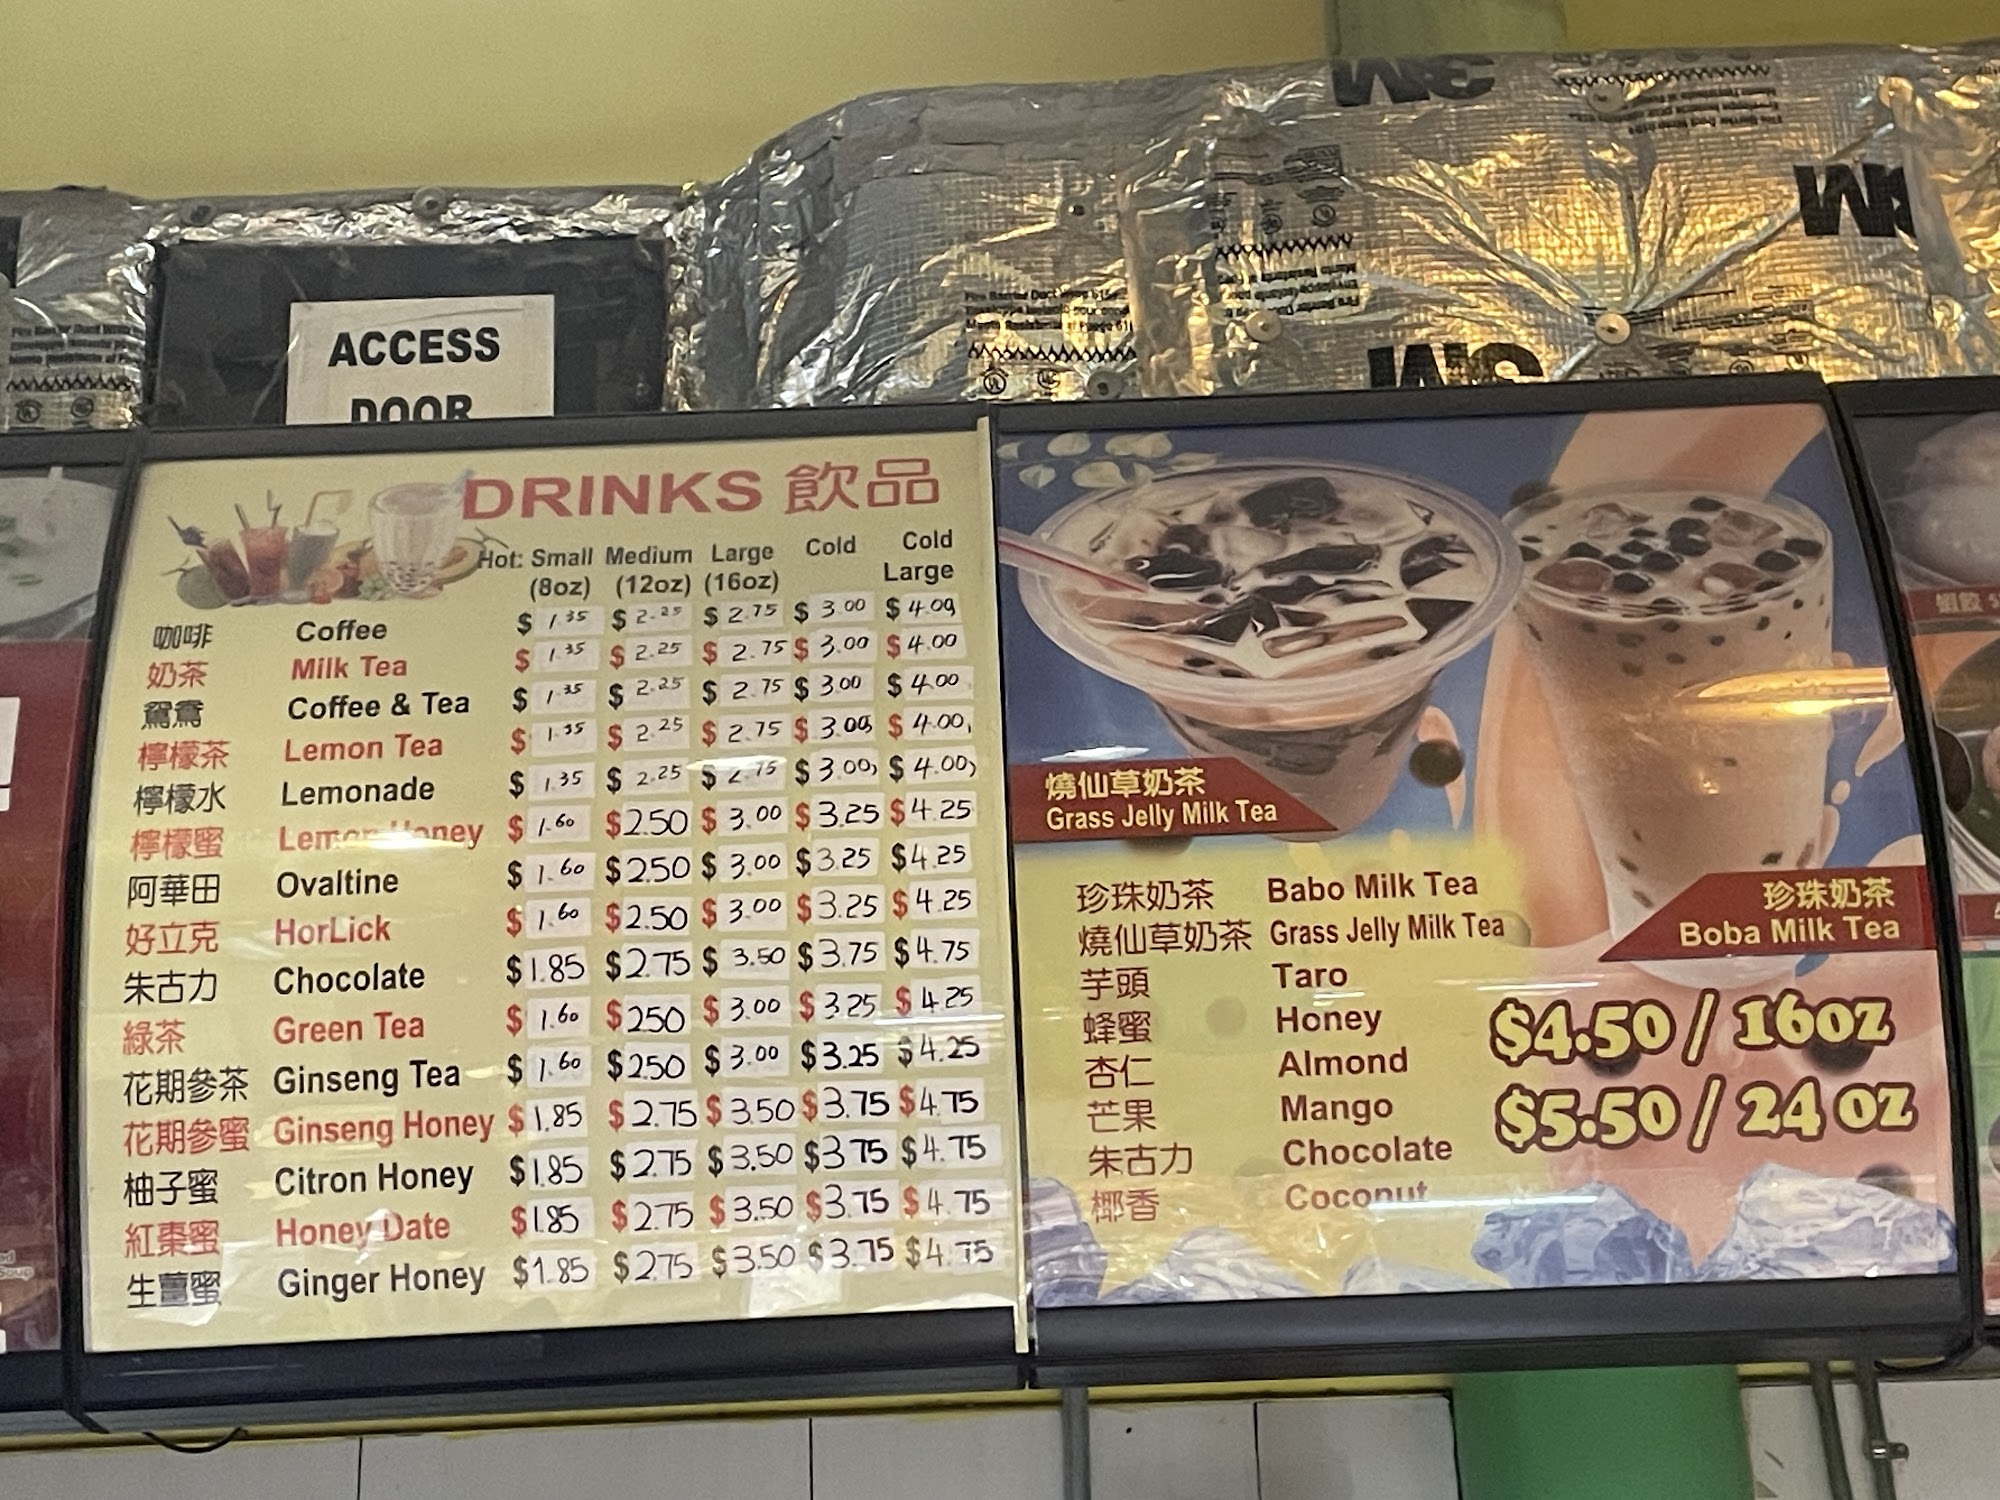 3M
3M
Fire Barrier Duct Wrap 615+
ACCESS
DOOR
DRINKS 飲品
Hot: Small Medium Large Cold Cold
(8oz) (12oz) (16oz) Large
咖啡 Coffee $ 1.35 $ 2.25 $ 2.75 $ 3.00 $ 4.00
奶茶 Milk Tea $ 1.35 $ 2.25 $ 2.75 $ 3.00 $ 4.00
鴛鴦 Coffee & Tea $ 1.35 $ 2.25 $ 2.75 $ 3.00 $ 4.00
檸檬茶 Lemon Tea $ 1.35 $ 2.25 $ 2.75 $ 3.00 $ 4.00
檸檬水 Lemonade $ 1.35 $ 2.25 $ 2.75 $ 3.00 $ 4.00
檸檬蜜 Lemon Honey $ 1.60 $ 2.50 $ 3.00 $ 3.25 $ 4.25
阿華田 Ovaltine $ 1.60 $ 2.50 $ 3.00 $ 3.25 $ 4.25
好立克 HorLick $ 1.60 $ 2.50 $ 3.00 $ 3.25 $ 4.25
朱古力 Chocolate $ 1.85 $ 2.75 $ 3.50 $ 3.75 $ 4.75
綠茶 Green Tea $ 1.60 $ 250 $ 3.00 $ 3.25 $ 4.25
花期參茶 Ginseng Tea $ 1.60 $ 250 $ 3.00 $ 3.25 $ 4.25
花期參蜜 Ginseng Honey $ 1.85 $ 2.75 $ 3.50 $ 3.75 $ 4.75
柚子蜜 Citron Honey $ 1.85 $ 2.75 $ 3.50 $ 3.75 $ 4.75
紅棗蜜 Honey Date $ 1.85 $ 2.75 $ 3.50 $ 3.75 $ 4.75
生薑蜜 Ginger Honey $ 1.85 $ 2.75 $ 3.50 $ 3.75 $ 4.75
燒仙草奶茶
Grass Jelly Milk Tea
珍珠奶茶
Boba Milk Tea
珍珠奶茶 Babo Milk Tea
燒仙草奶茶 Grass Jelly Milk Tea
芋頭 Taro
蜂蜜 Honey
杏仁 Almond
芒果 Mango
朱古力 Chocolate
椰香 Coconut
$4.50 / 16oz
$5.50 / 24 oz
蝦餃